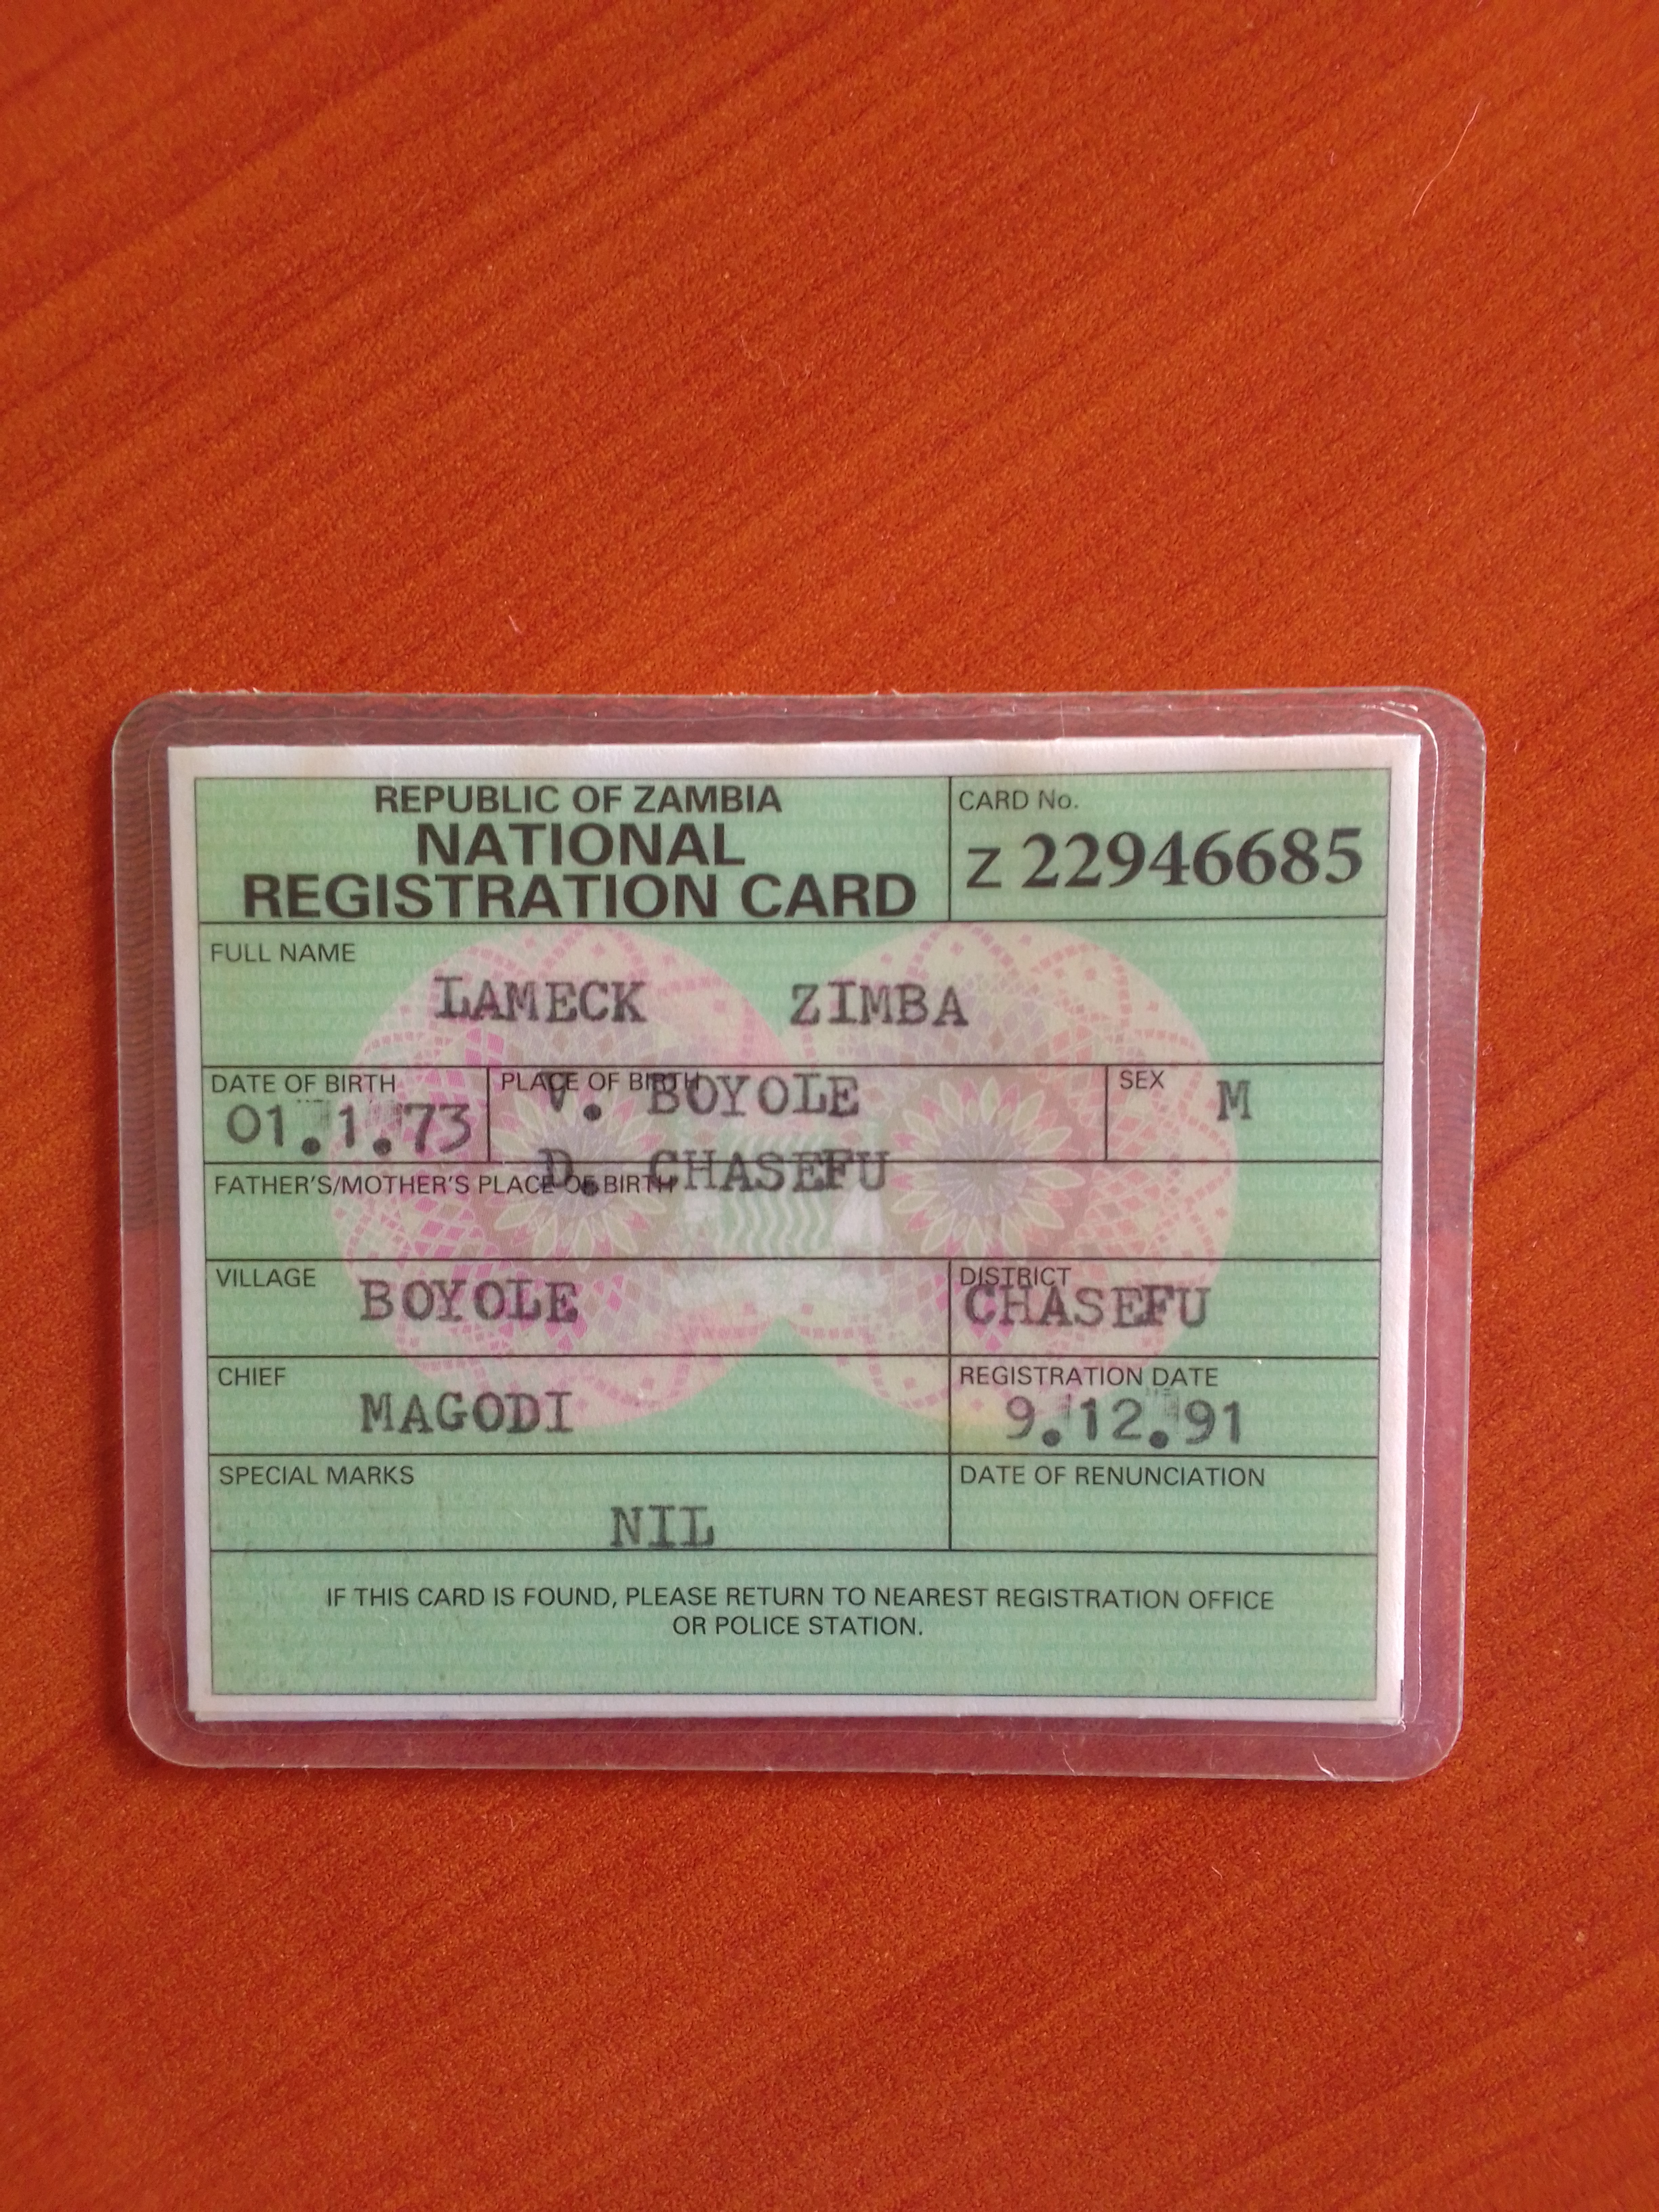 REPUBLIC OF ZAMBIA
NATIONAL
REGISTRATION CARD
CARD No.
Z 22946685
FULL NAME
LAMECK ZIMBA
DATE OF BIRTH
01.1.73
PLACE OF BIRTH
V. BOYOLE
D. CHASEFU
SEX
M
FATHER'S/MOTHER'S PLACE OF BIRTH
VILLAGE
BOYOLE
DISTRICT
CHASEFU
CHIEF
MAGODI
REGISTRATION DATE
9.12.91
SPECIAL MARKS
NIL
DATE OF RENUNCIATION
IF THIS CARD IS FOUND, PLEASE RETURN TO NEAREST REGISTRATION OFFICE
OR POLICE STATION.